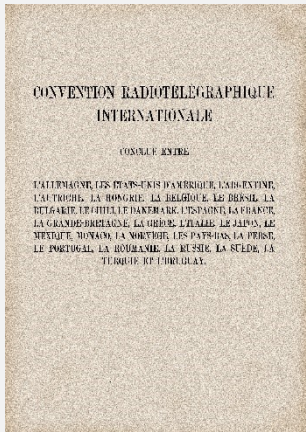 CONVENTION RADIOTÉLÉGRAPHIQUE
INTERNATIONALE
CONCLUE ENTRE
L'ALLEMAGNE, LES ÉTATS-UNIS D'AMÉRIQUE, L'ARGENTINE,
L'AUTRICHE, LA HONGRIE, LA BELGIQUE, LE BRÉSIL, LA
BULGARIE, LE CHILI, LE DANEMARK, L'ESPAGNE, LA FRANCE,
LA GRANDE-BRETAGNE, LA GRÈCE, L'ITALIE, LE JAPON, LE
MEXIQUE, MONACO, LA NORVÈGE, LES PAYS-BAS, LA PERSE,
LE PORTUGAL, LA ROUMANIE, LA RUSSIE, LA SUÈDE, LA
TURQUIE ET L'URUGUAY.